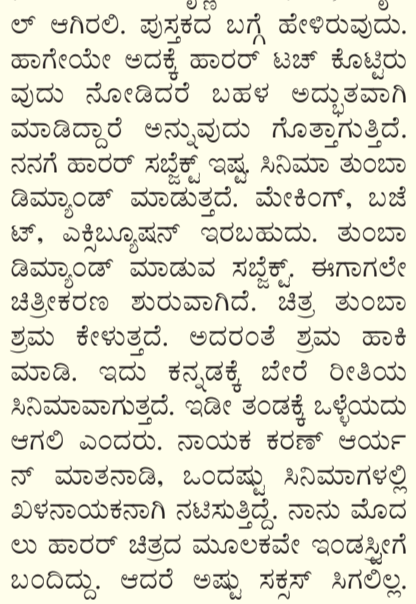 ಲ್ ಆಗಿರಲಿ. ಪುಸ್ತಕದ ಬಗ್ಗೆ ಹೇಳಿರುವುದು.
ಹಾಗೇಯೇ ಅದಕ್ಕೆ ಹಾರರ್ ಟಚ್ ಕೊಟ್ಟಿರು
ವುದು ನೋಡಿದರೆ ಬಹಳ ಅದ್ಭುತವಾಗಿ
ಮಾಡಿದ್ದಾರೆ ಅನ್ನುವುದು ಗೊತ್ತಾಗುತ್ತಿದೆ.
ನನಗೆ ಹಾರರ್ ಸಬ್ಜೆಕ್ಟ್ ಇಷ್ಟ. ಸಿನಿಮಾ ತುಂಬಾ
ಡಿಮ್ಯಾಂಡ್ ಮಾಡುತ್ತದೆ. ಮೇಕಿಂಗ್, ಬಜೆ
ಟ್, ಎಕ್ಸಿಬ್ಯೂಷನ್ ಇರಬಹುದು. ತುಂಬಾ
ಡಿಮ್ಯಾಂಡ್ ಮಾಡುವ ಸಬ್ಜೆಕ್ಟ್. ಈಗಾಗಲೇ
ಚಿತ್ರೀಕರಣ ಶುರುವಾಗಿದೆ. ಚಿತ್ರ ತುಂಬಾ
ಶ್ರಮ ಕೇಳುತ್ತದೆ. ಅದರಂತೆ ಶ್ರಮ ಹಾಕಿ
ಮಾಡಿ. ಇದು ಕನ್ನಡಕ್ಕೆ ಬೇರೆ ರೀತಿಯ
ಸಿನಿಮಾವಾಗುತ್ತದೆ. ಇಡೀ ತಂಡಕ್ಕೆ ಒಳ್ಳೆಯದು
ಆಗಲಿ ಎಂದರು. ನಾಯಕ ಕರಣ್ ಆರ್ಯ
ನ್ ಮಾತನಾಡಿ, ಒಂದಷ್ಟು ಸಿನಿಮಾಗಳಲ್ಲಿ
ಖಳನಾಯಕನಾಗಿ ನಟಿಸುತ್ತಿದ್ದೆ. ನಾನು ಮೊದ
ಲು ಹಾರರ್ ಚಿತ್ರದ ಮೂಲಕವೇ ಇಂಡಸ್ಟ್ರೀಗೆ
ಬಂದಿದ್ದು. ಆದರೆ ಅಷ್ಟು ಸಕ್ಸಸ್ ಸಿಗಲಿಲ್ಲ.